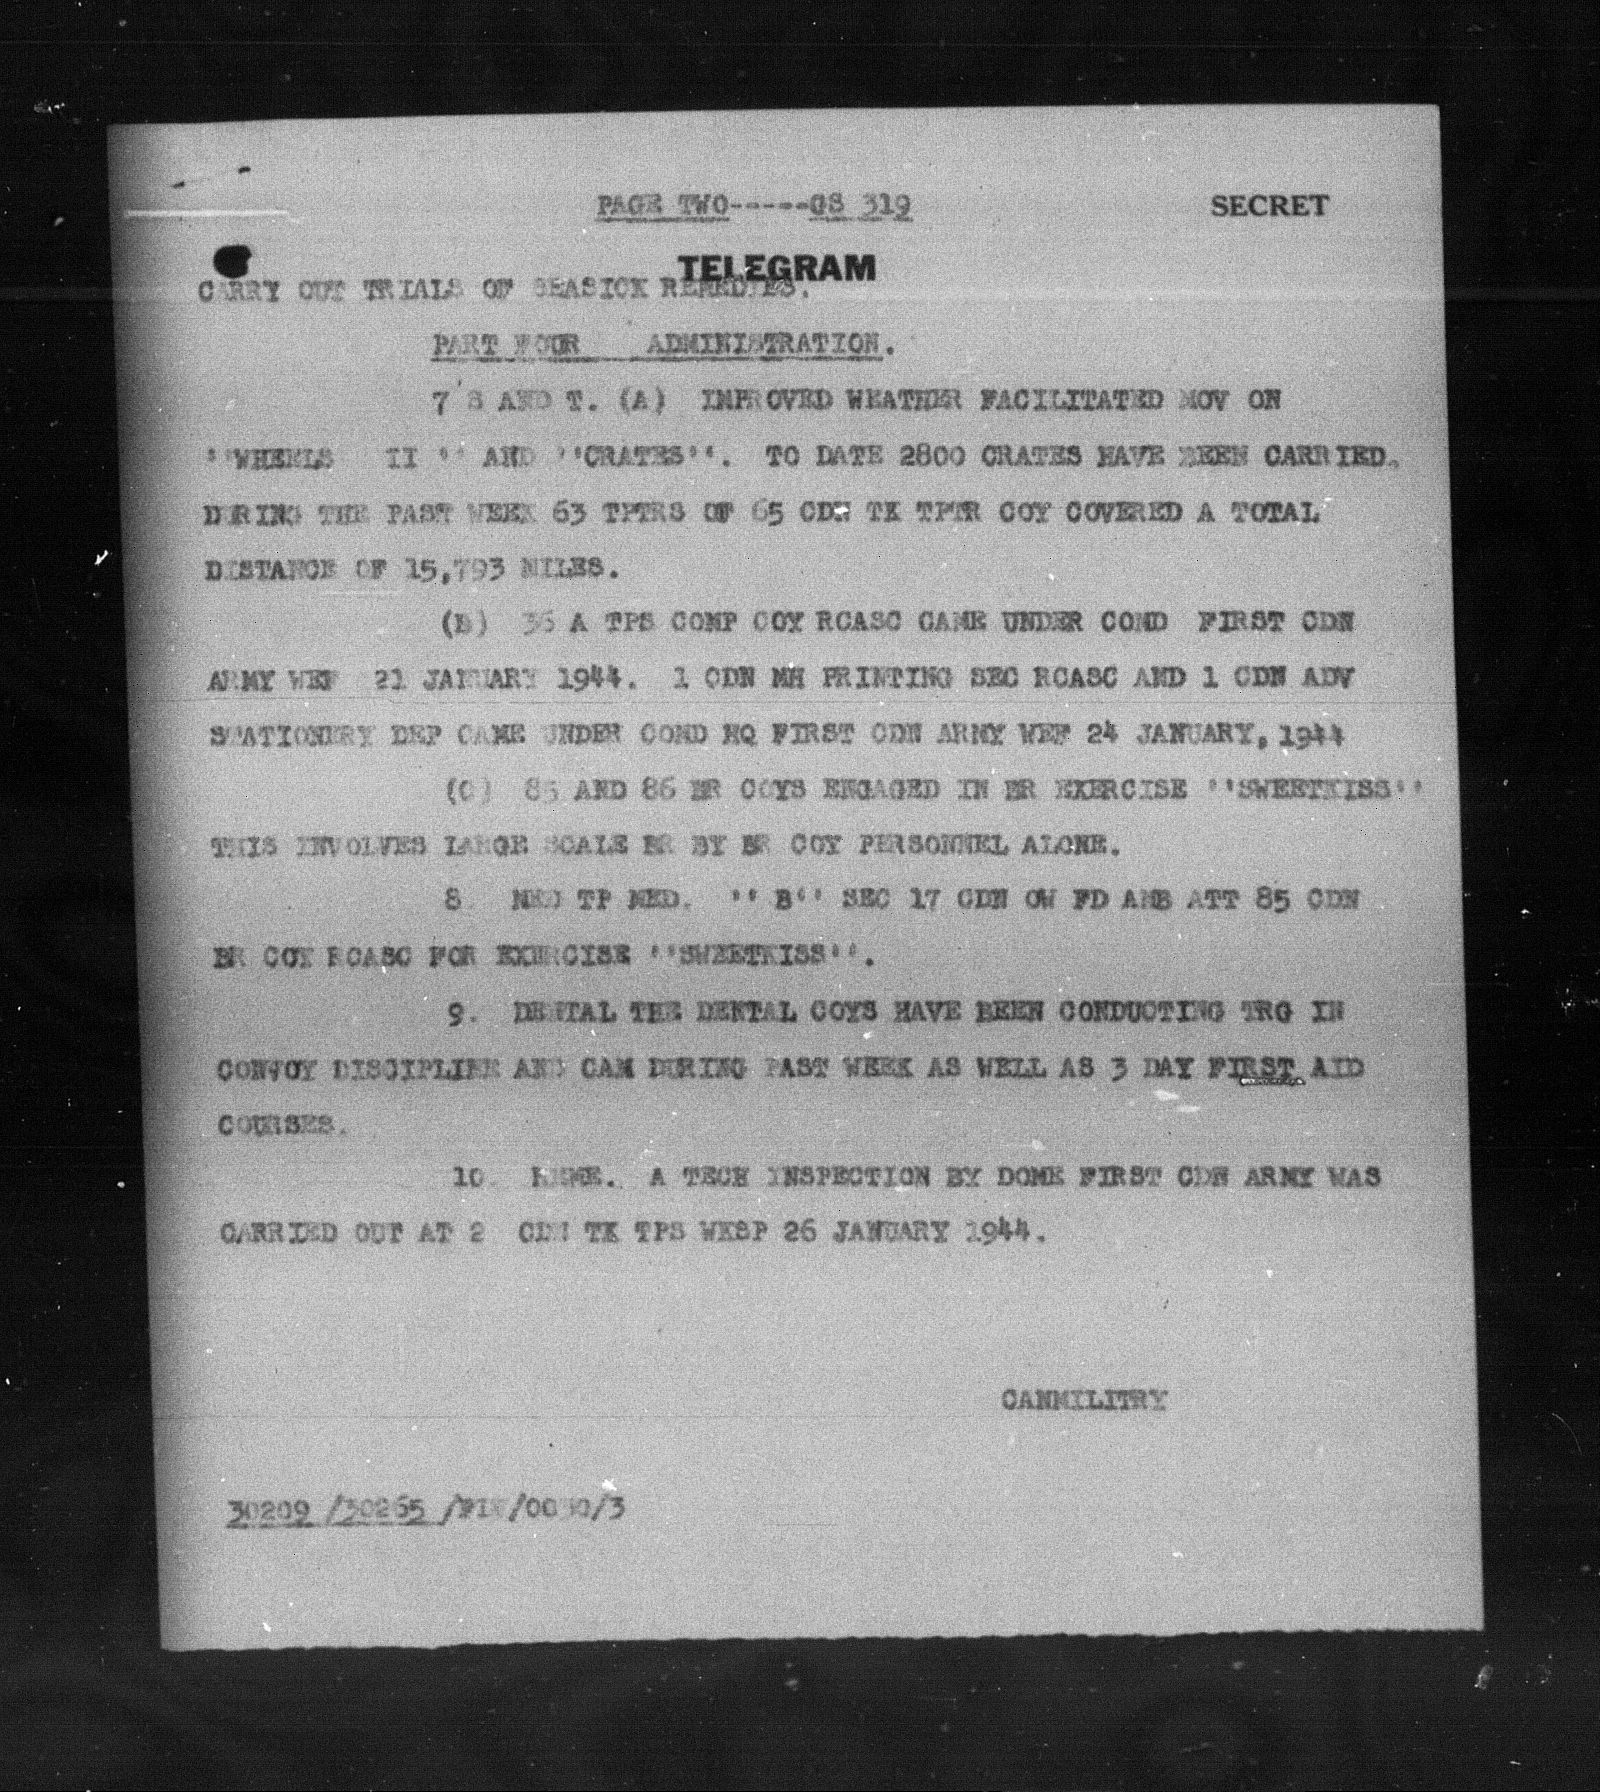 PAGE TWO-----GS 319
SECRET
TELEGRAM
CARRY OUT TRIALS OF SEASICK REMEDIES.
PART FOUR ADMINISTRATION.
7 S AND T. (A) IMPROVED WEATHER FACILITATED MOV ON
''WHEELS II '' AND ''CRATES''. TO DATE 2800 CRATES HAVE BEEN CARRIED.
DURING THE PAST WEEK 63 TPTRS OF 65 CDN TK TPTR COY COVERED A TOTAL
DISTANCE OF 15,793 MILES.
(B) 36 A TPS COMP COY RCASC CAME UNDER COMD FIRST CDN
ARMY WEF 21 JANUARY 1944. 1 CDN MH PRINTING SEC RCASC AND 1 CDN ADV
STATIONERY DEP CAME UNDER COMD HQ FIRST CDN ARMY WEF 24 JANUARY, 1944
(C) 85 AND 86 BR COYS ENGAGED IN BR EXERCISE ''SWEETKISS''
THIS INVOLVES LARGE SCALE BR BY BR COY PERSONNEL ALONE.
8. MED TP MED. '' B'' SEC 17 CDN OW FD AMB ATT 85 CDN
BR COY RCASC FOR EXERCISE ''SWEETKISS''.
9. DENTAL THE DENTAL COYS HAVE BEEN CONDUCTING TRG IN
CONVOY DISCIPLINE AND CAM DURING PAST WEEK AS WELL AS 3 DAY FIRST AID
COURSES.
10. REME. A TECH INSPECTION BY DOME FIRST CDN ARMY WAS
CARRIED OUT AT 2 CDN TK TPS WKSP 26 JANUARY 1944.
CANMILITRY
30209 /30265 /3